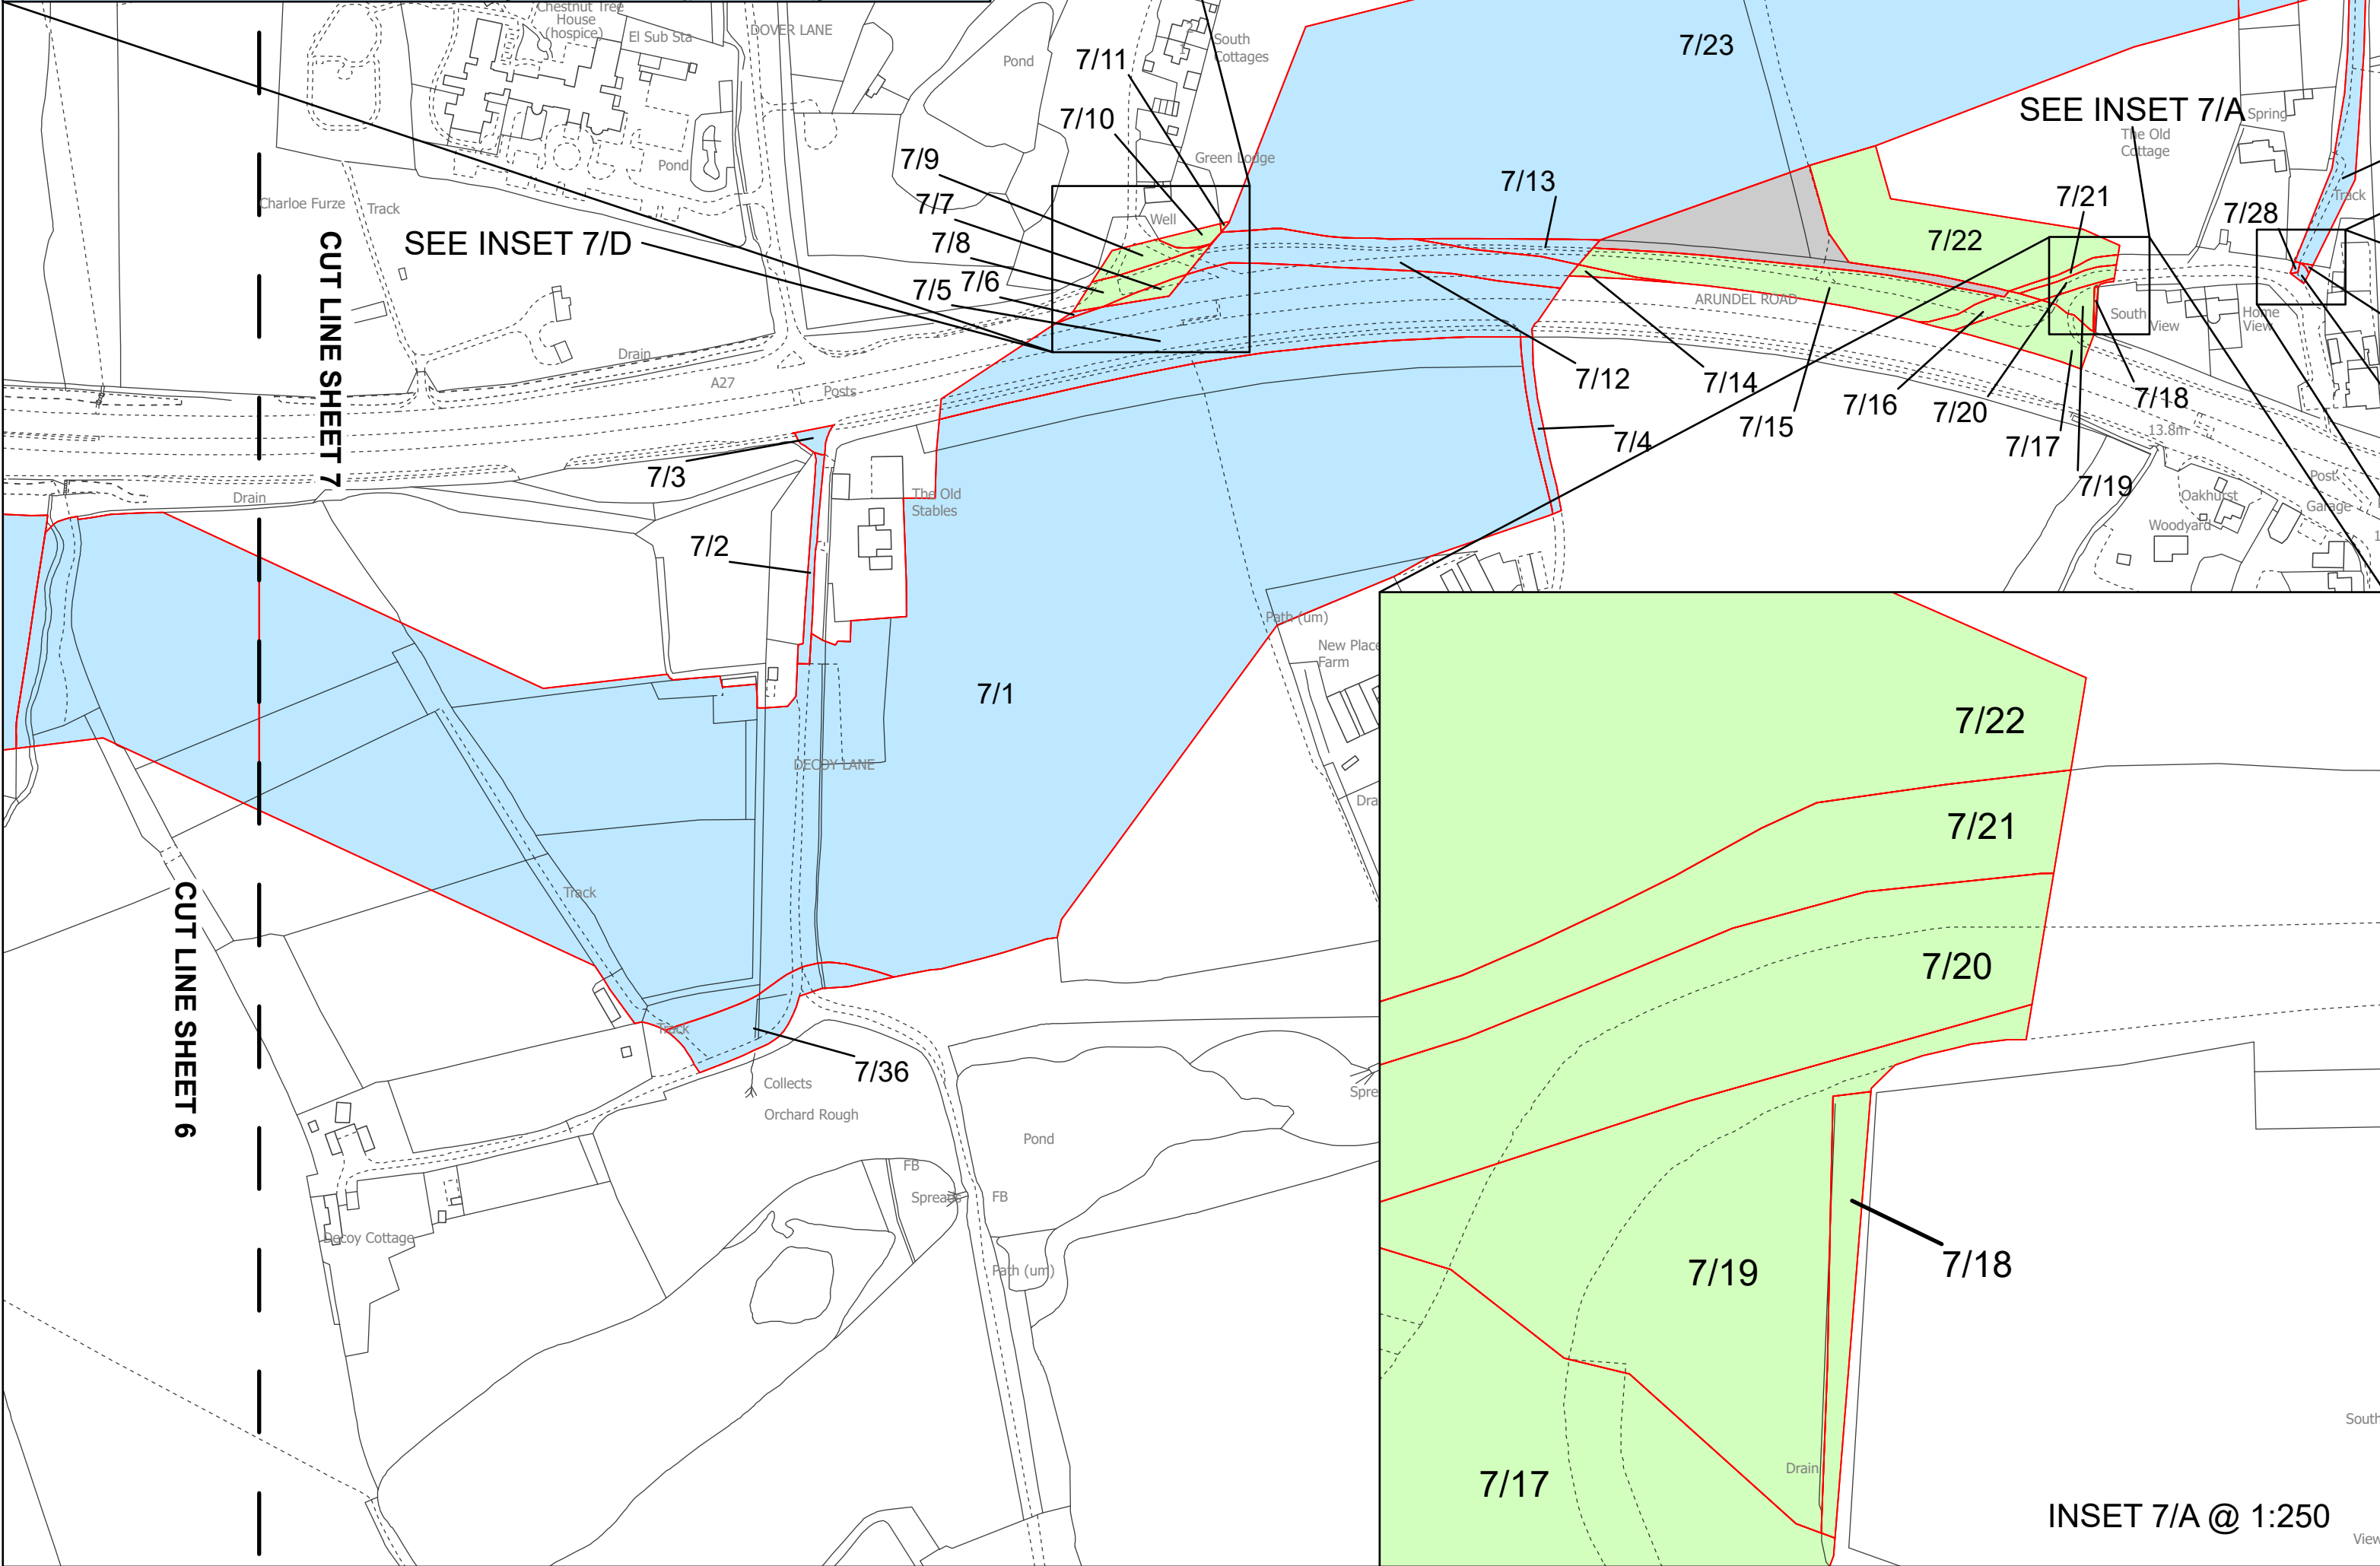 Chestnut Tree
House
(hospice)
El Sub Sta
DOVER LANE
Pond
2
1
South
Cottages
7/11
7/23
7/10
SEE INSET 7/A
Spring
The Old
Cottage
7/9
Pond
Green Lodge
7/13
Charloe Furze
Track
7/7
Well
7/21
Track
7/28
SEE INSET 7/D
7/8
7/22
7/5
7/6
ARUNDEL ROAD
South
View
Home
View
CUT LINE SHEET 7
Drain
A27
Posts
7/12
7/14
7/15
7/16
7/20
7/18
7/17
13.8m
7/3
7/4
Drain
The Old
Stables
7/19
Post
Oakhurst
Garage
Woodyard
7/2
Path (um)
New Place
Farm
7/1
7/22
DECOY LANE
Dra
7/21
Track
CUT LINE SHEET 6
7/20
Track
7/36
Collects
Orchard Rough
Spre
Pond
FB
Spreads
FB
Decoy Cottage
Path (um)
7/19
7/18
South
Drain
7/17
INSET 7/A @ 1:250
View